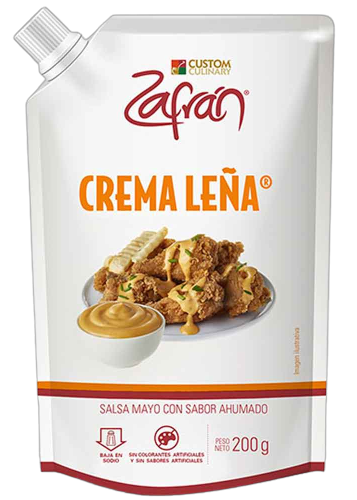 CUSTOM
CULINARY
Zafrán®
CREMA LEÑA®
Imagen ilustrativa
SALSA MAYO CON SABOR AHUMADO
BAJA EN
SODIO
SIN COLORANTES ARTIFICIALES
Y SIN SABORES ARTIFICIALES
PESO
NETO 200 g